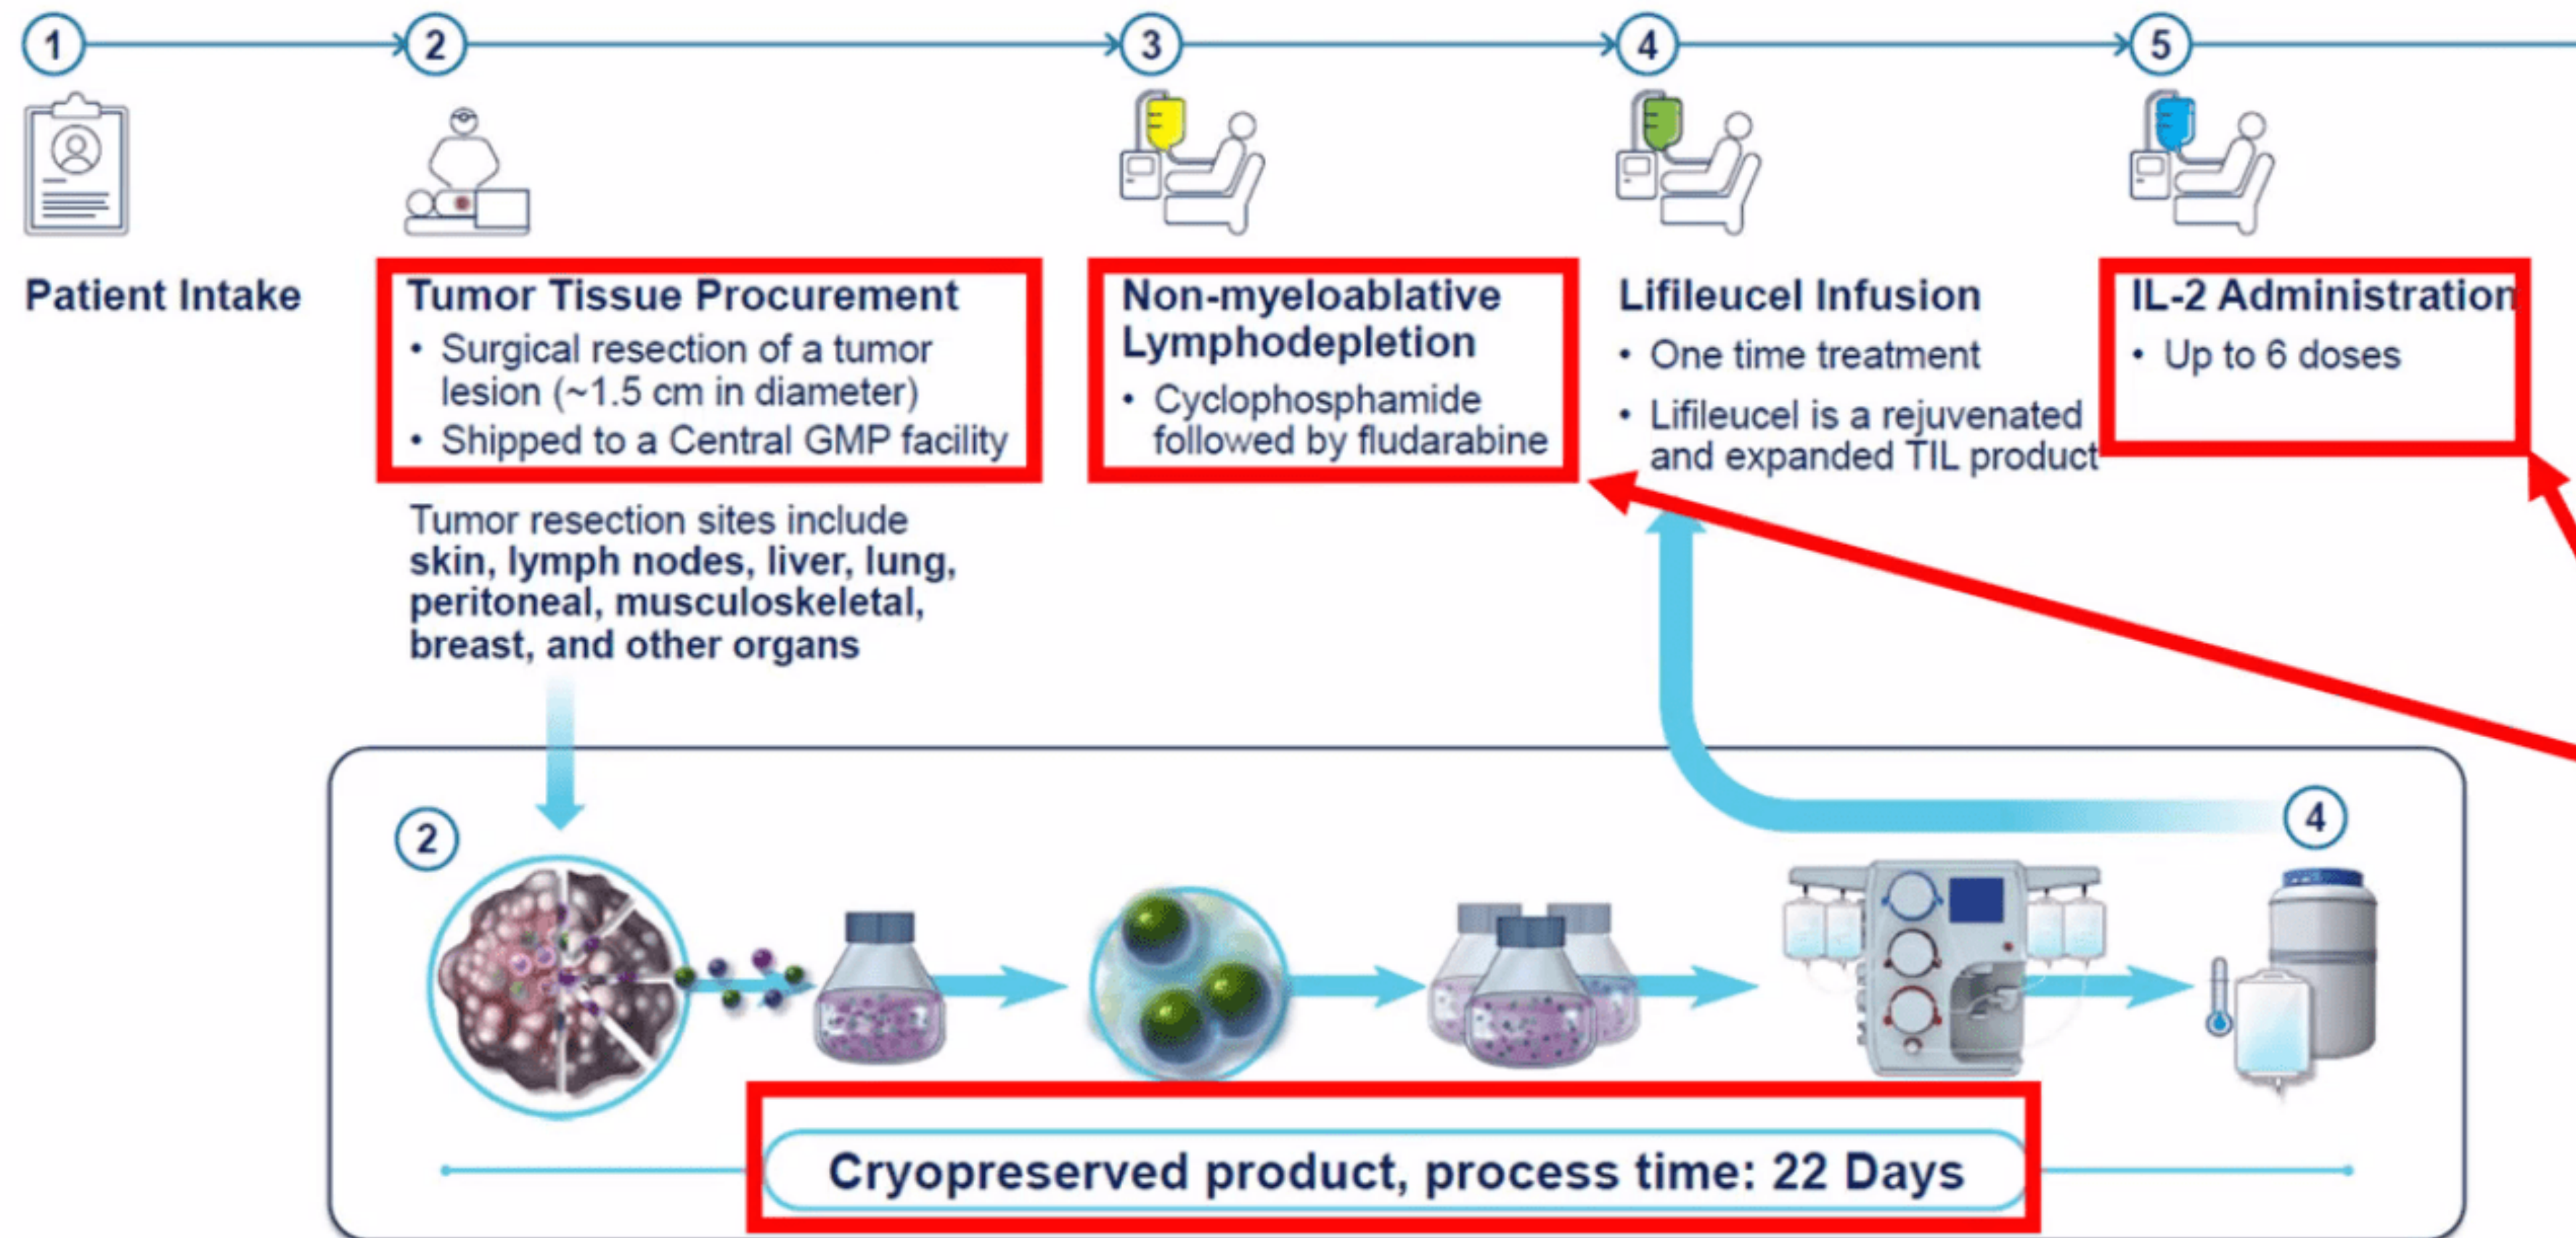 1
2
3
4
5
Patient Intake
Tumor Tissue Procurement
• Surgical resection of a tumor
lesion (~1.5 cm in diameter)
• Shipped to a Central GMP facility
Tumor resection sites include
skin, lymph nodes, liver, lung,
peritoneal, musculoskeletal,
breast, and other organs
Non-myeloablative
Lymphodepletion
• Cyclophosphamide
followed by fludarabine
Lifileucel Infusion
• One time treatment
• Lifileucel is a rejuvenated
and expanded TIL product
IL-2 Administration
• Up to 6 doses
2
4
Cryopreserved product, process time: 22 Days